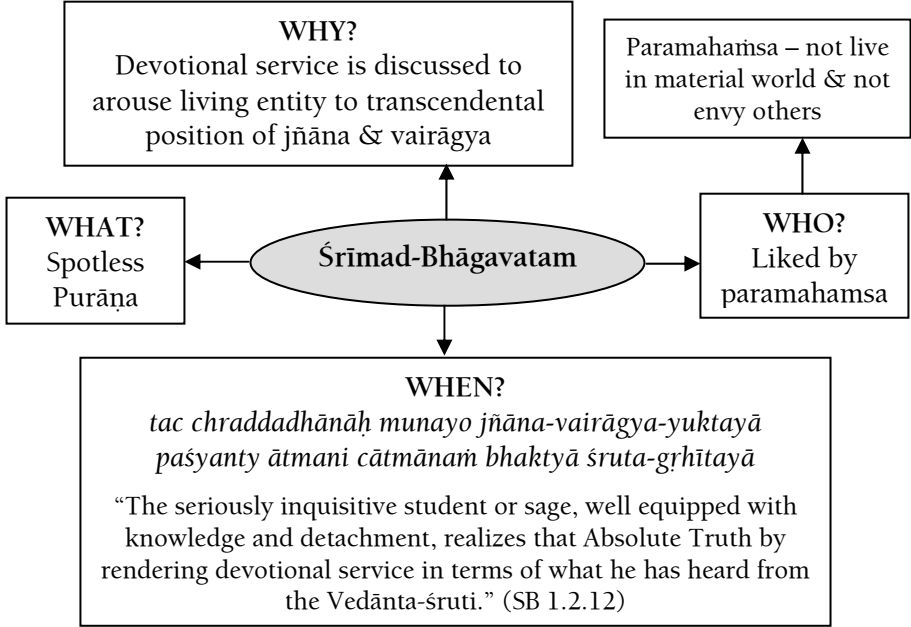 WHY?
Devotional service is discussed to
arouse living entity to transcendental
position of jñāna & vairāgya
Paramahaṁsa – not live
in material world & not
envy others
WHAT?
Spotless
Purāṇa
Śrīmad-Bhāgavatam
WHO?
Liked by
paramahamsa
WHEN?
tac chraddadhānāḥ munayo jñāna-vairāgya-yuktayā
paśyanty ātmani cātmānaṁ bhaktyā śruta-gṛhītayā
“The seriously inquisitive student or sage, well equipped with
knowledge and detachment, realizes that Absolute Truth by
rendering devotional service in terms of what he has heard from
the Vedānta-śruti.” (SB 1.2.12)